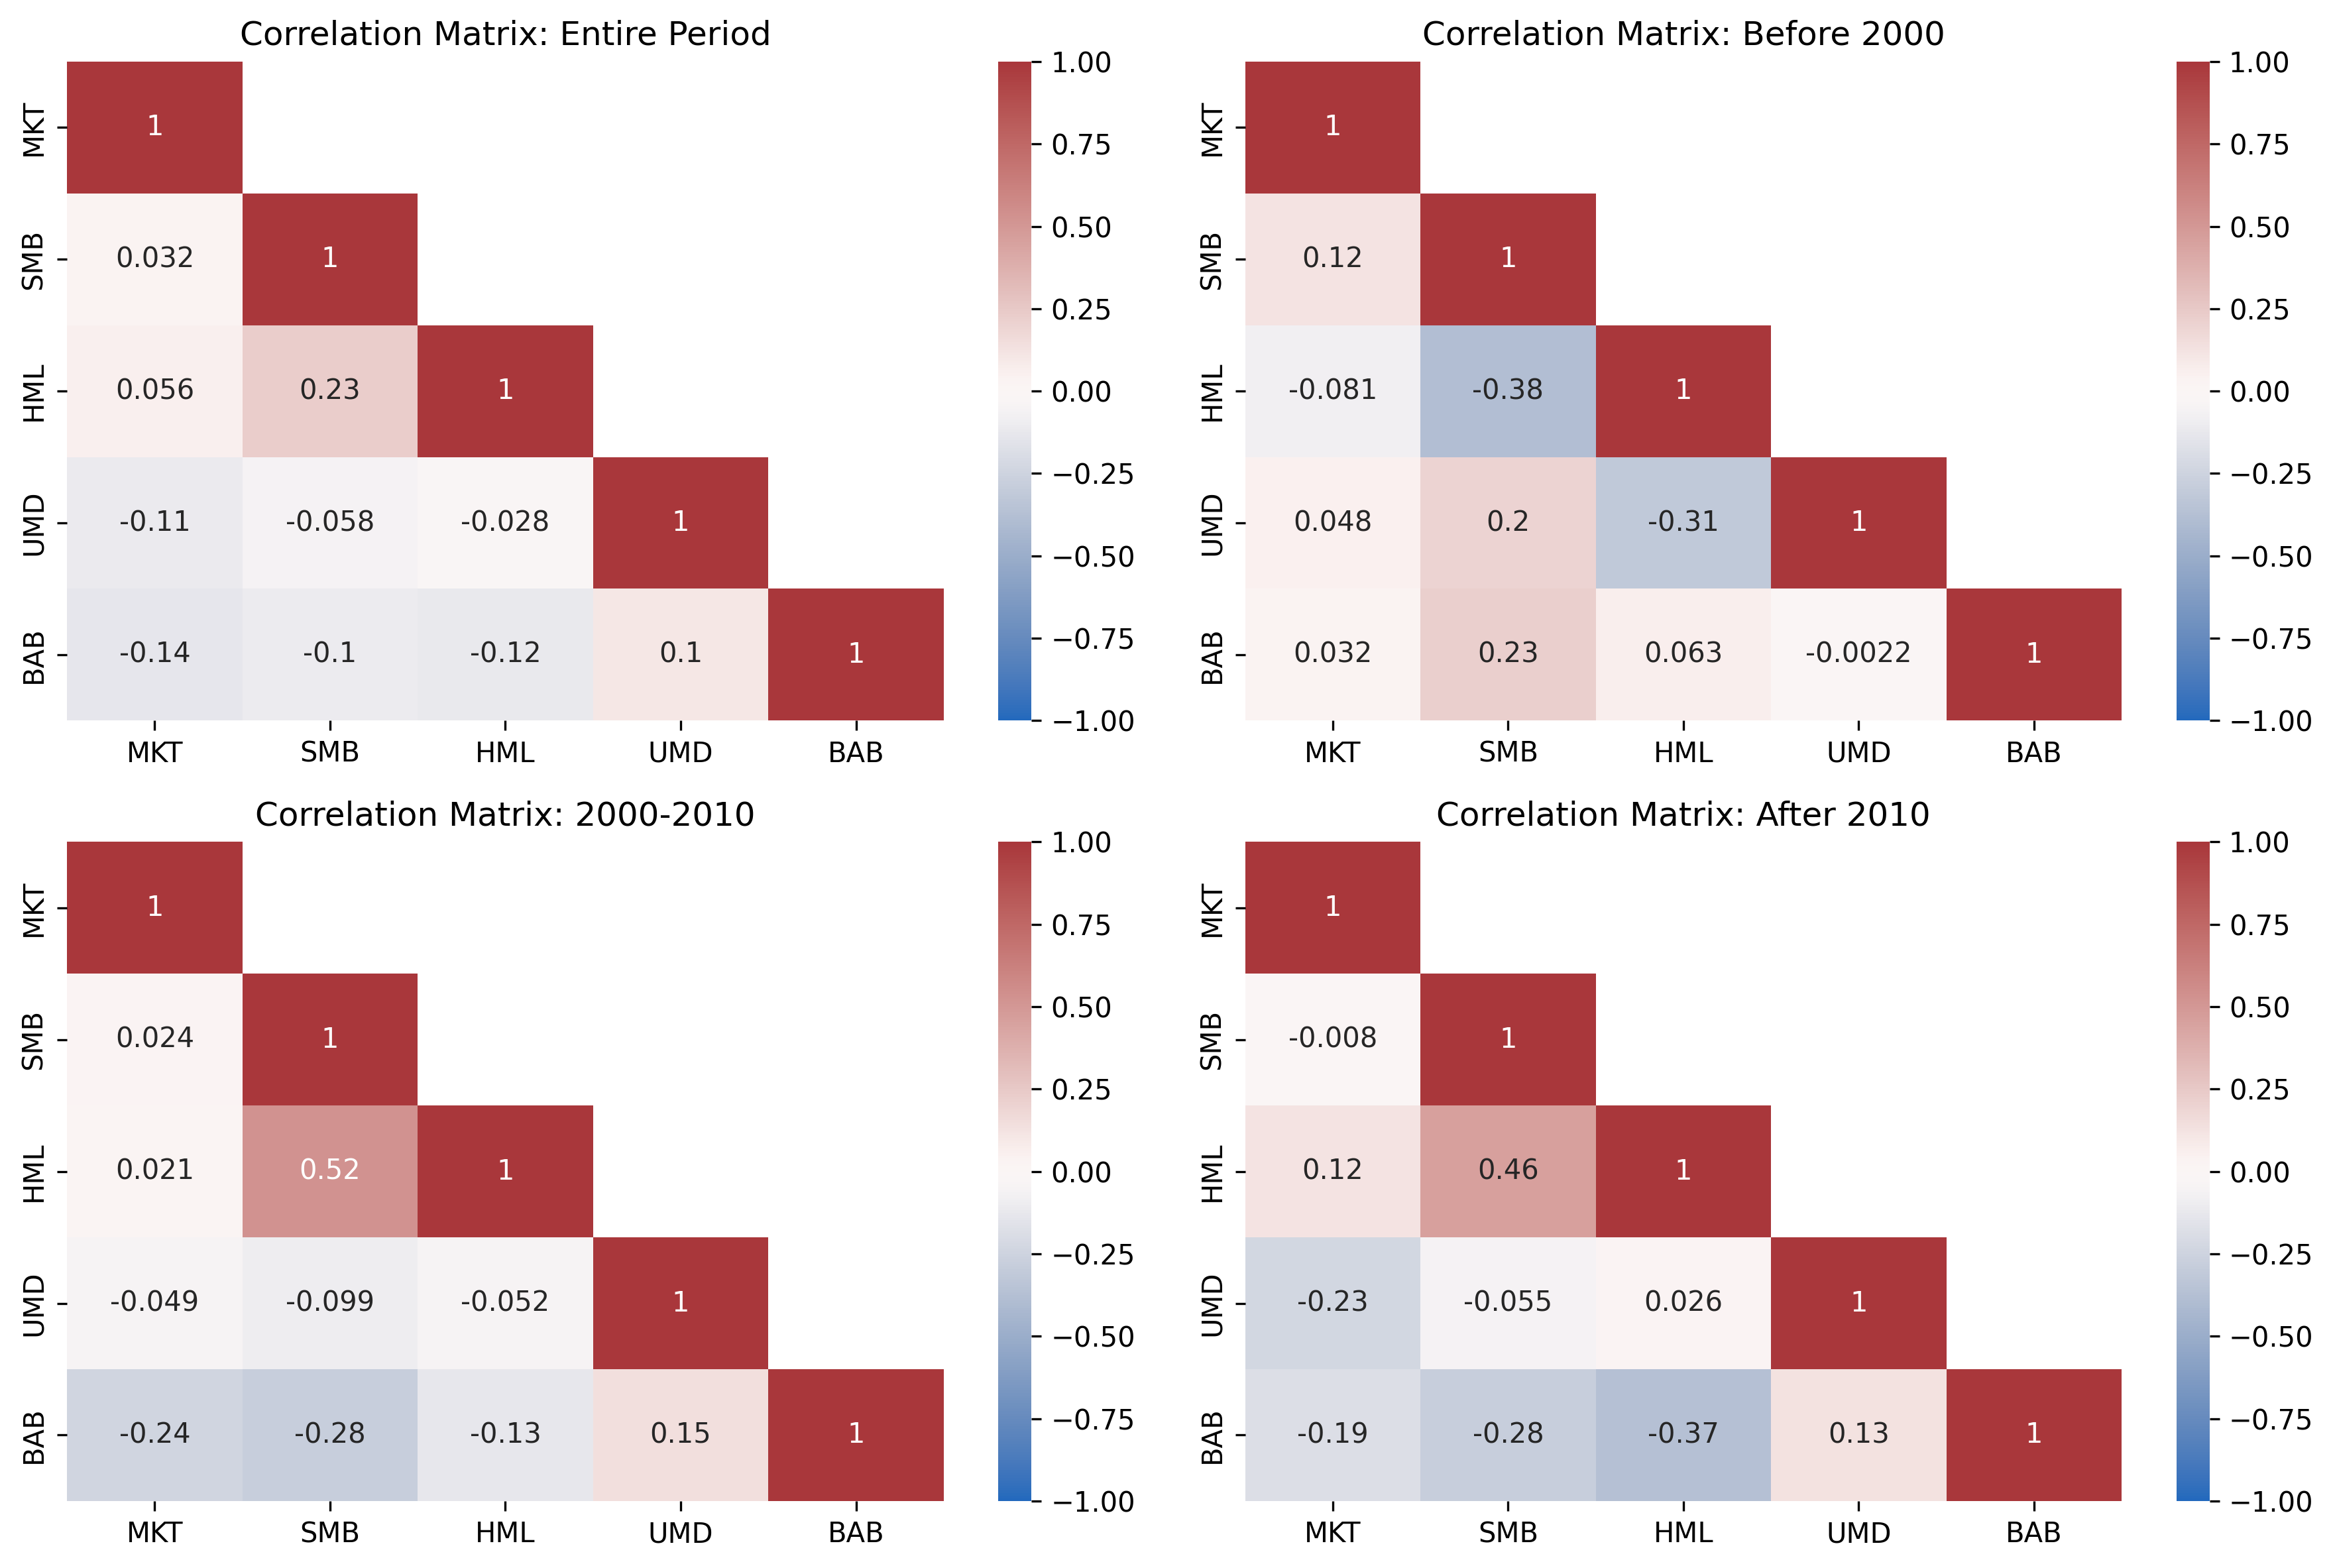 Correlation Matrix: Entire Period
MKT
1
SMB
0.032 1
HML
0.056 0.23 1
UMD
-0.11 -0.058 -0.028 1
BAB
-0.14 -0.1 -0.12 0.1 1
MKT SMB HML UMD BAB
1.00
0.75
0.50
0.25
0.00
−0.25
−0.50
−0.75
−1.00
Correlation Matrix: Before 2000
MKT
1
SMB
0.12 1
HML
-0.081 -0.38 1
UMD
0.048 0.2 -0.31 1
BAB
0.032 0.23 0.063 -0.0022 1
MKT SMB HML UMD BAB
1.00
0.75
0.50
0.25
0.00
−0.25
−0.50
−0.75
−1.00
Correlation Matrix: 2000-2010
MKT
1
SMB
0.024 1
HML
0.021 0.52 1
UMD
-0.049 -0.099 -0.052 1
BAB
-0.24 -0.28 -0.13 0.15 1
MKT SMB HML UMD BAB
1.00
0.75
0.50
0.25
0.00
−0.25
−0.50
−0.75
−1.00
Correlation Matrix: After 2010
MKT
1
SMB
-0.008 1
HML
0.12 0.46 1
UMD
-0.23 -0.055 0.026 1
BAB
-0.19 -0.28 -0.37 0.13 1
MKT SMB HML UMD BAB
1.00
0.75
0.50
0.25
0.00
−0.25
−0.50
−0.75
−1.00